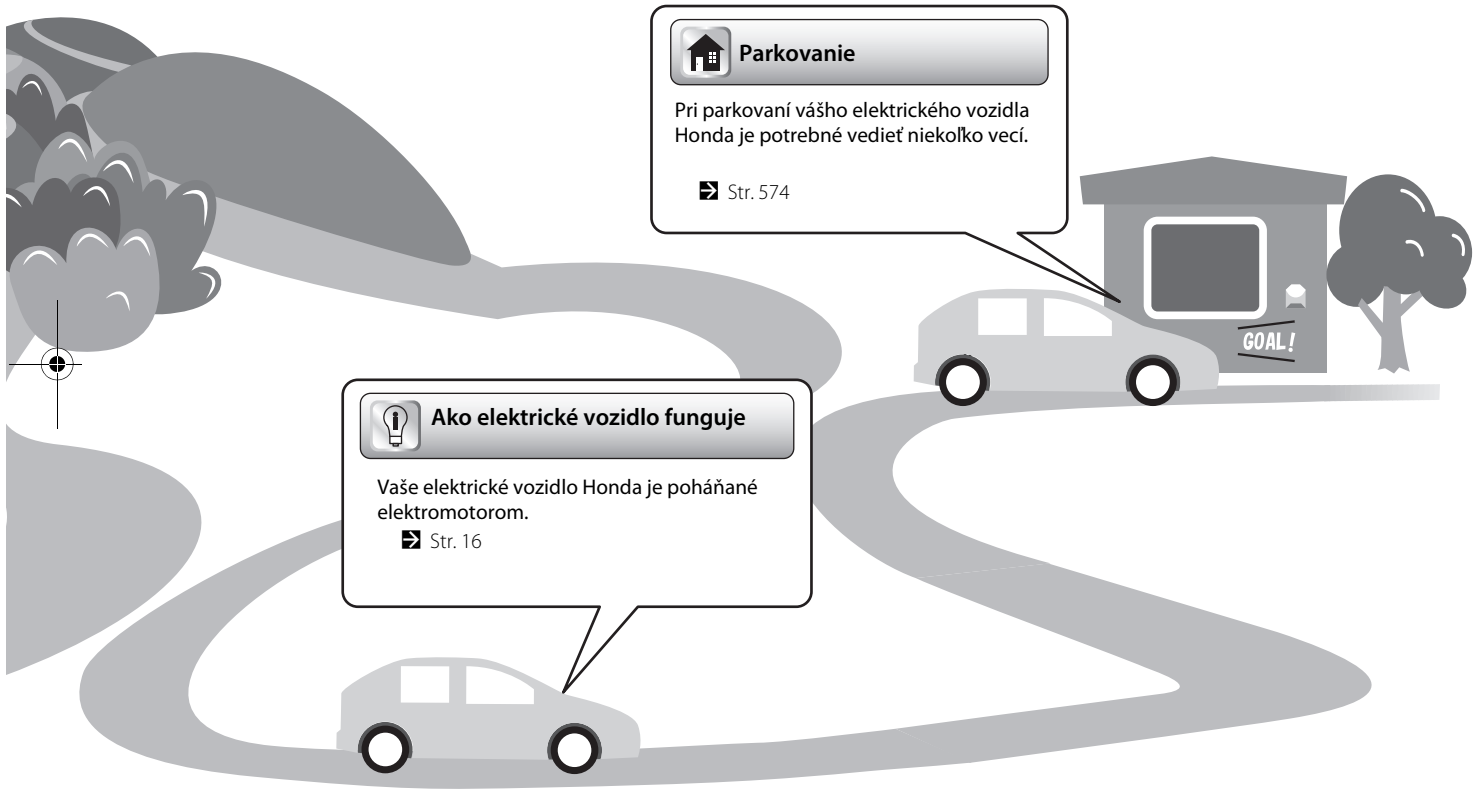 Parkovanie
Pri parkovaní vášho elektrického vozidla
Honda je potrebné vedieť niekoľko vecí.
Str. 574
GOAL!
Ako elektrické vozidlo funguje
Vaše elektrické vozidlo Honda je poháňané
elektromotorom.
Str. 16